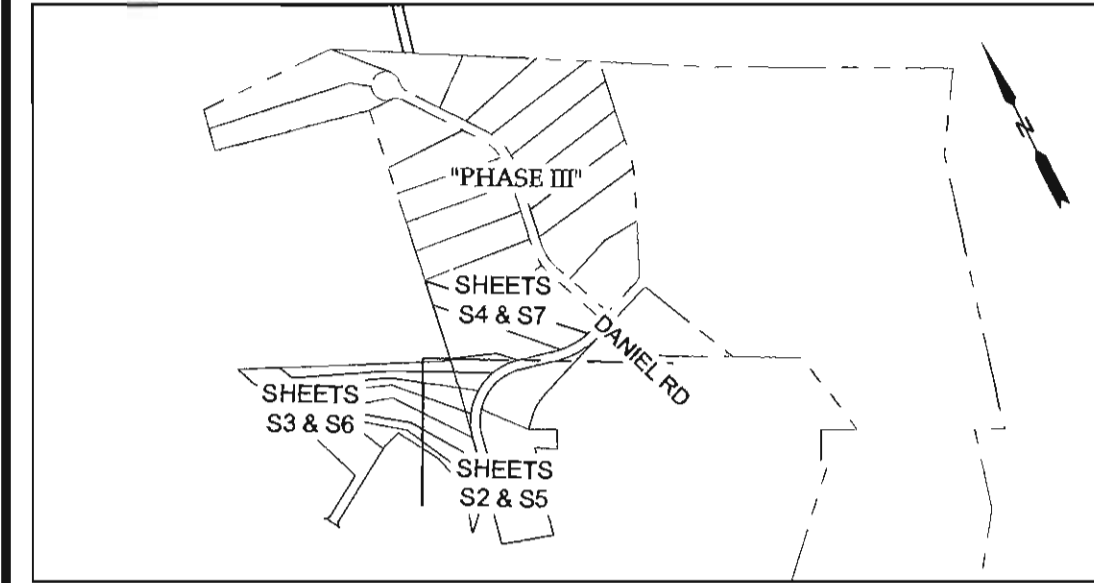 N
"PHASE III"
SHEETS
S4 & S7
DANIEL RD
SHEETS
S3 & S6
SHEETS
S2 & S5